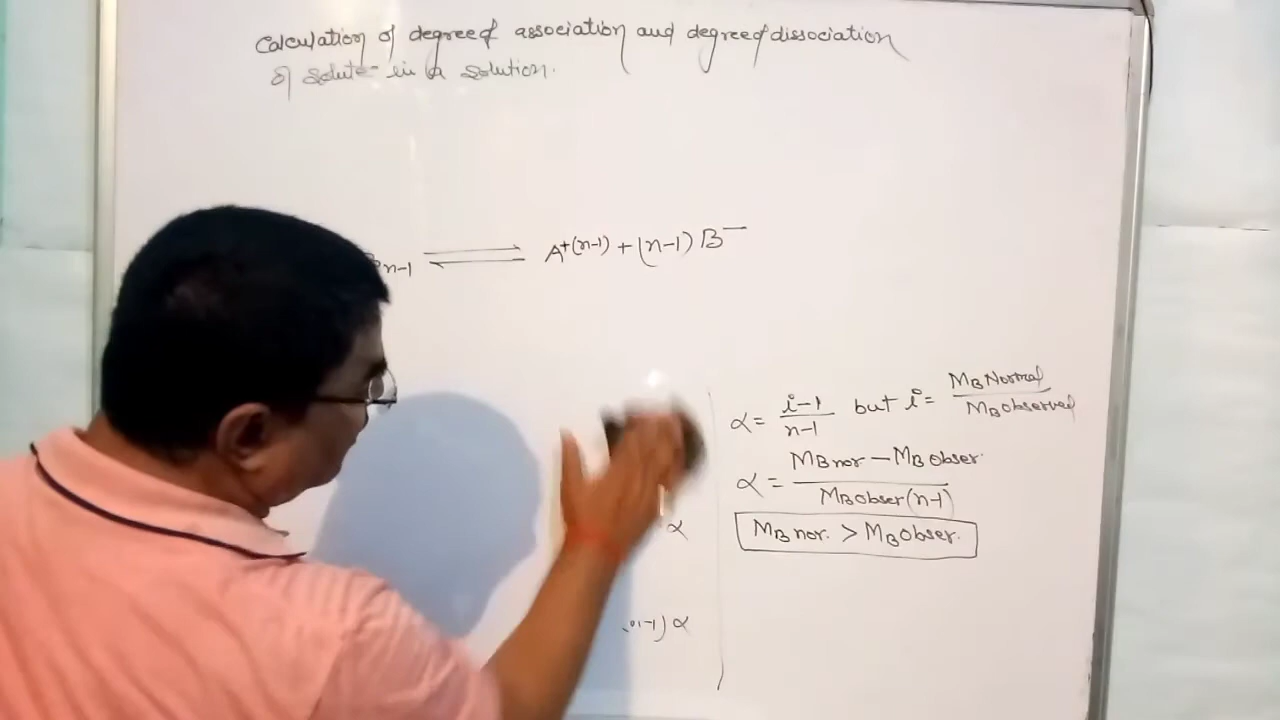 Calculation of degree of association and degree of dissociation
of solute in a solution.
n-1 ⇌ A+(n-1) + (n-1) B−
α = i-1/n-1 but i = MB Normal/MB observed
α = MB nor − MB obser./MB obser (n-1)
MB nor. > MB obser.
α
n-1) α